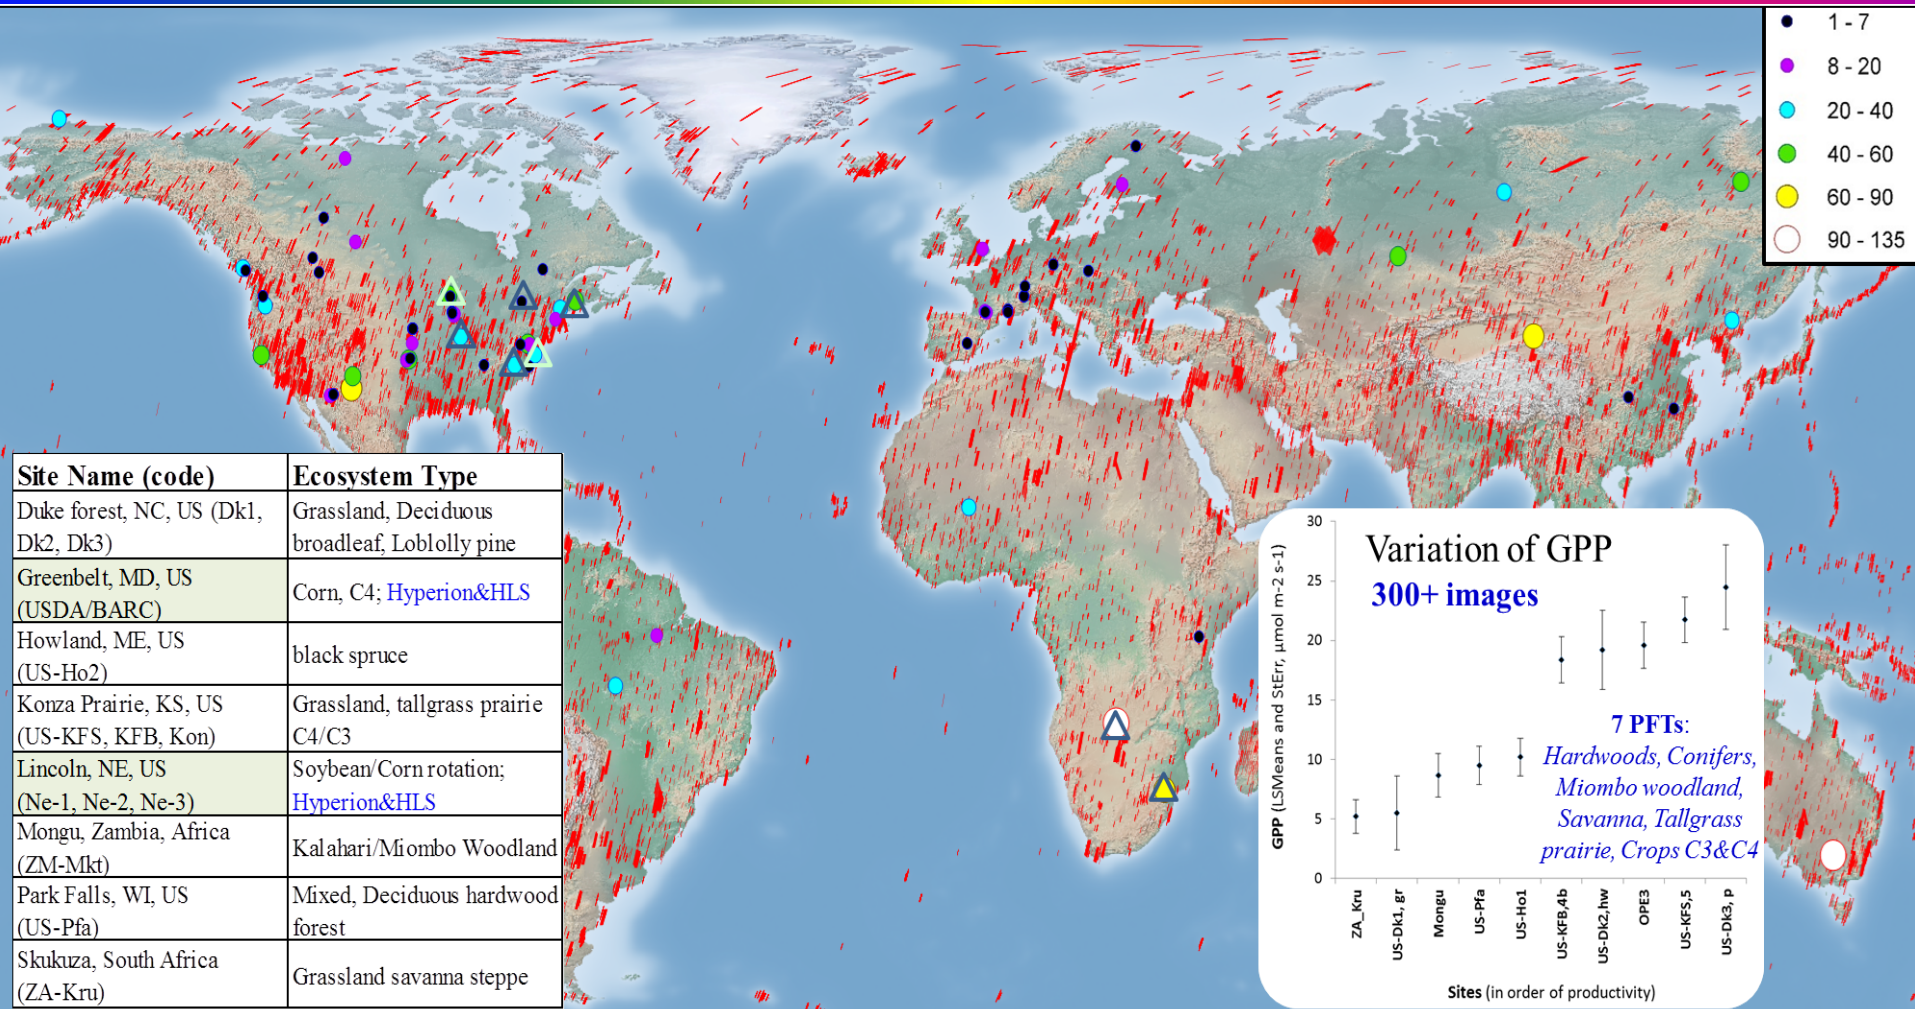 1 - 7
8 - 20
20 - 40
40 - 60
60 - 90
90 - 135
Site Name (code) Ecosystem Type
Duke forest, NC, US (Dk1, Dk2, Dk3) Grassland, Deciduous broadleaf, Loblolly pine
Greenbelt, MD, US (USDA/BARC) Corn, C4; Hyperion&HLS
Howland, ME, US (US-Ho2) black spruce
Konza Prairie, KS, US (US-KFS, KFB, Kon) Grassland, tallgrass prairie C4/C3
Lincoln, NE, US (Ne-1, Ne-2, Ne-3) Soybean/Corn rotation; Hyperion&HLS
Mongu, Zambia, Africa (ZM-Mkt) Kalahari/Miombo Woodland
Park Falls, WI, US (US-Pfa) Mixed, Deciduous hardwood forest
Skukuza, South Africa (ZA-Kru) Grassland savanna steppe
Variation of GPP
300+ images
GPP (LSMeans and StErr, µmol m-2 s-1)
30
25
20
15
10
5
0
7 PFTs:
Hardwoods, Conifers,
Miombo woodland,
Savanna, Tallgrass
prairie, Crops C3&C4
ZA_Kru
US-Dk1, gr
Mongu
US-Pfa
US-Ho1
US-KFB,4b
US-Dk2,hw
OPE3
US-KFS,5
US-Dk3, p
Sites (in order of productivity)